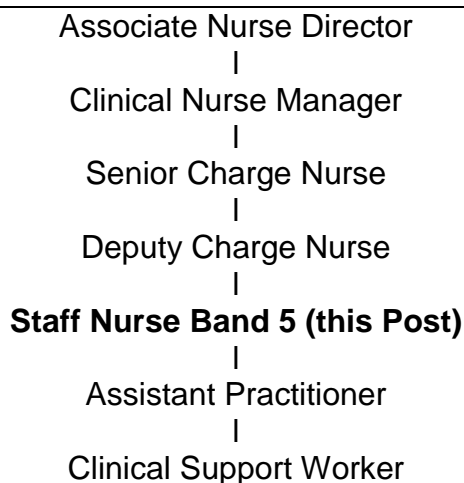 Associate Nurse Director
I
Clinical Nurse Manager
I
Senior Charge Nurse
I
Deputy Charge Nurse
I
Staff Nurse Band 5 (this Post)
I
Assistant Practitioner
I
Clinical Support Worker